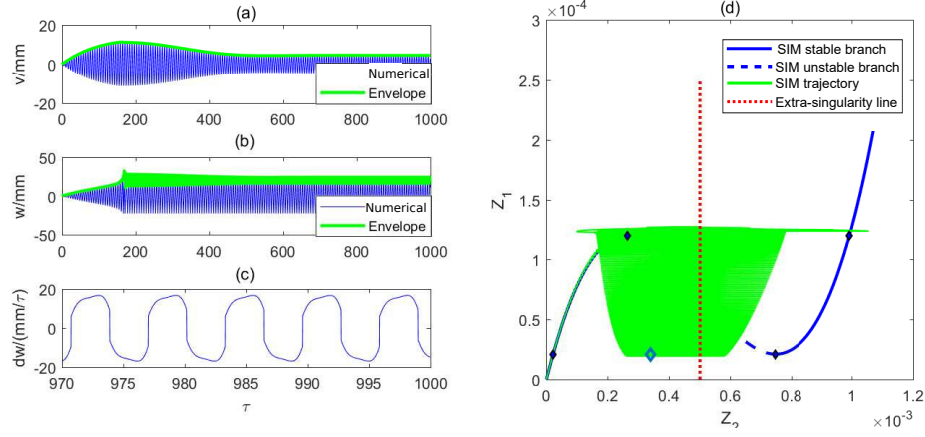 (a)
v/mm
20
0
-20
Numerical
Envelope
0 200 400 600 800 1000
(b)
w/mm
50
0
-50
Numerical
Envelope
0 200 400 600 800 1000
(c)
dw/(mm/τ)
20
0
-20
970 975 980 985 990 995 1000
τ
×10⁻⁴
(d)
Z₁
3
2.5
2
1.5
1
0.5
0
SIM stable branch
SIM unstable branch
SIM trajectory
Extra-singularity line
0 0.2 0.4 0.6 0.8 1 1.2
Z₂
×10⁻³